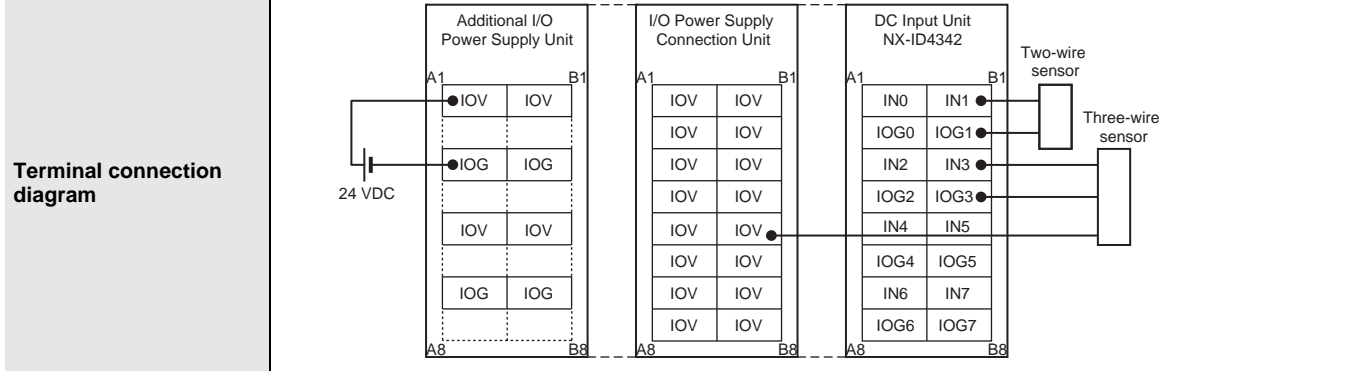 Terminal connection
diagram
Additional I/O
Power Supply Unit
A1 B1
IOV IOV
IOG IOG
IOV IOV
IOG IOG
A8 B8
24 VDC
I/O Power Supply
Connection Unit
A1 B1
IOV IOV
IOV IOV
IOV IOV
IOV IOV
IOV IOV
IOV IOV
IOV IOV
IOV IOV
A8 B8
DC Input Unit
NX-ID4342
A1 B1
IN0 IN1
IOG0 IOG1
IN2 IN3
IOG2 IOG3
IN4 IN5
IOG4 IOG5
IN6 IN7
IOG6 IOG7
A8 B8
Two-wire
sensor
Three-wire
sensor